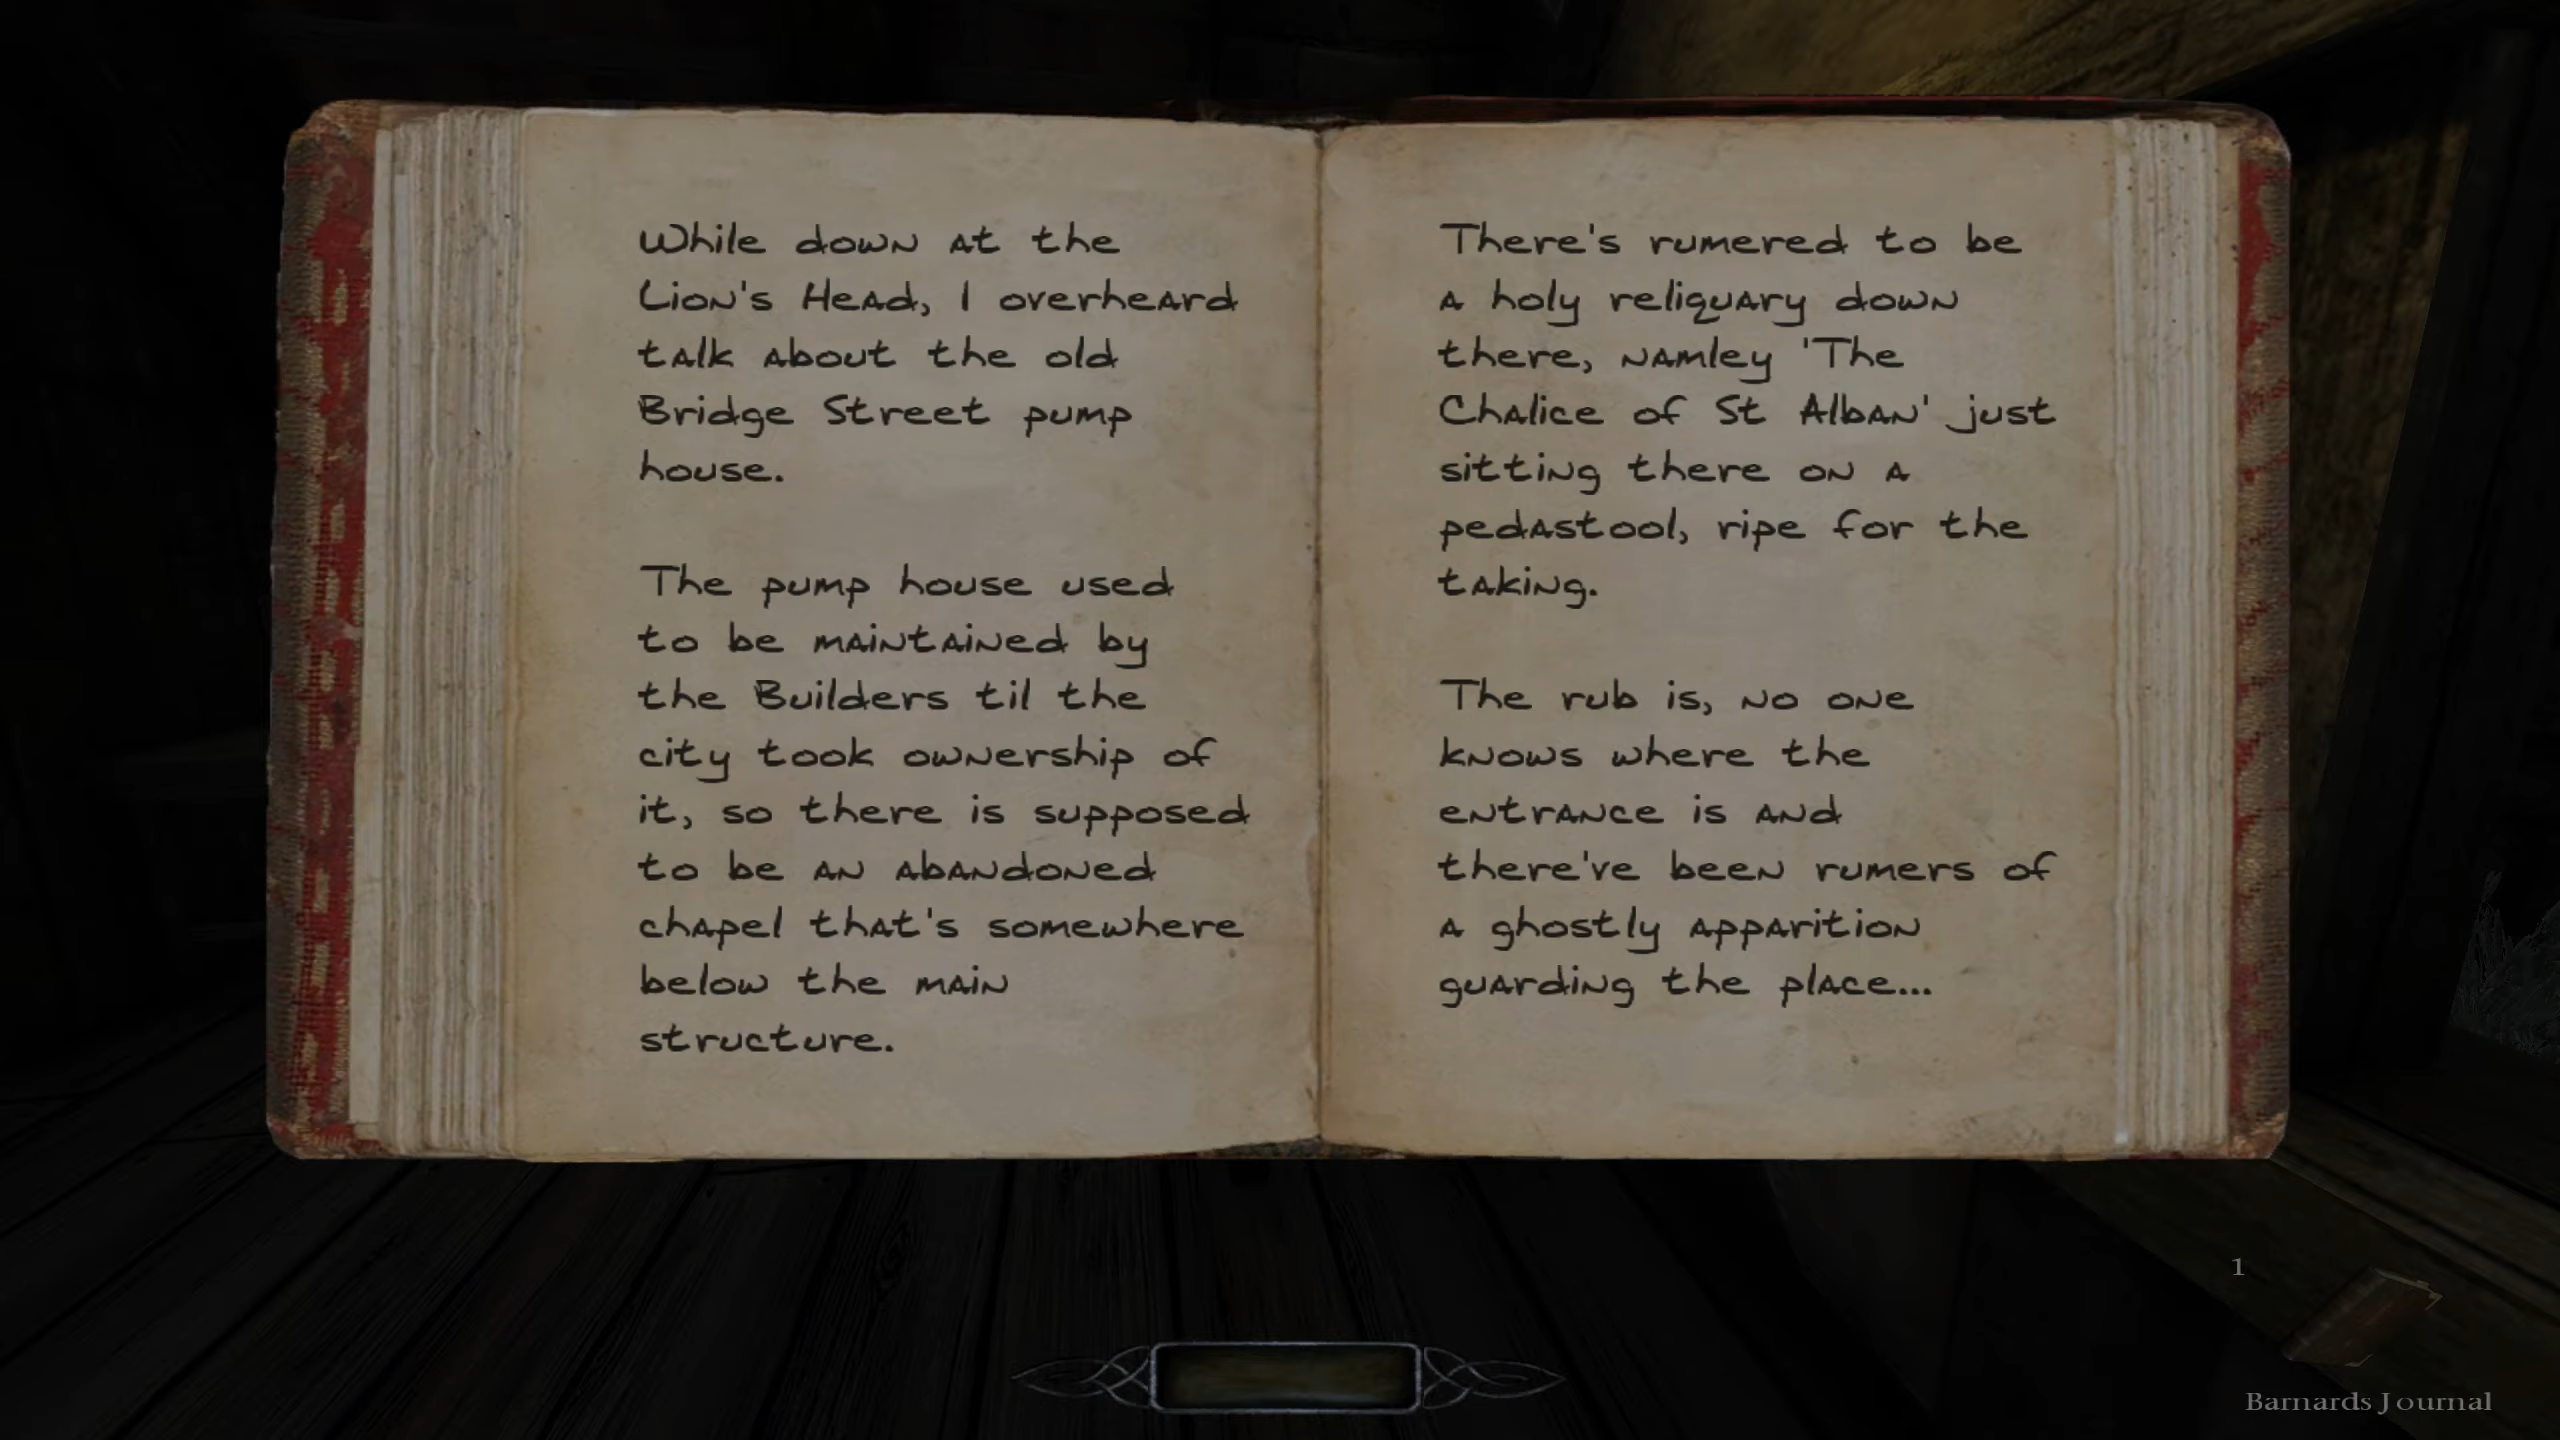 While down at the
Lion's Head, I overheard
talk about the old
Bridge Street pump
house.
The pump house used
to be maintained by
the Builders til the
city took ownership of
it, so there is supposed
to be an abandoned
chapel that's somewhere
below the main
structure.
There's rumered to be
a holy reliquary down
there, namley 'The
Chalice of St Alban' just
sitting there on a
pedastool, ripe for the
taking.
The rub is, no one
knows where the
entrance is and
there've been rumers of
a ghostly apparition
guarding the place...
1
Barnards Journal